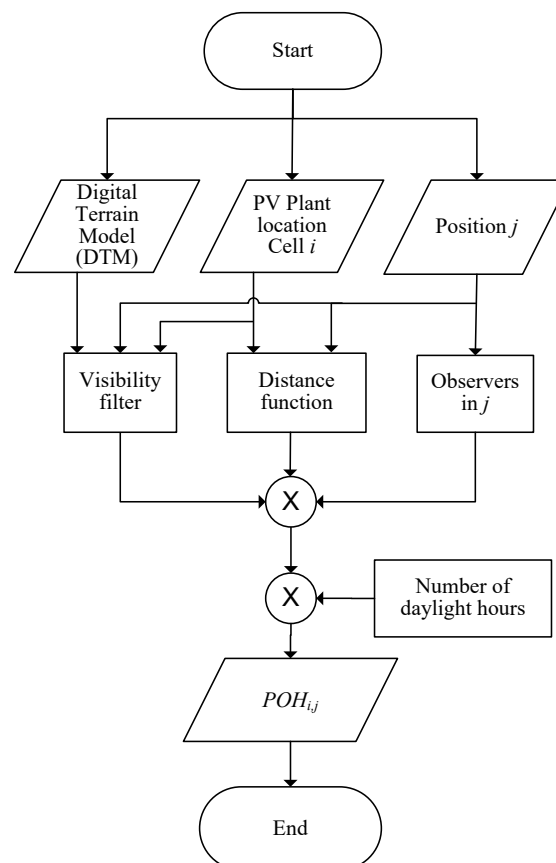 Start
Digital
Terrain
Model
(DTM)
PV Plant
location
Cell i
Position j
Visibility
filter
Distance
function
Observers
in j
X
X
Number of
daylight hours
POHi,j
End